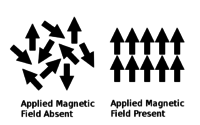 Applied Magnetic
Field Absent
Applied Magnetic
Field Present